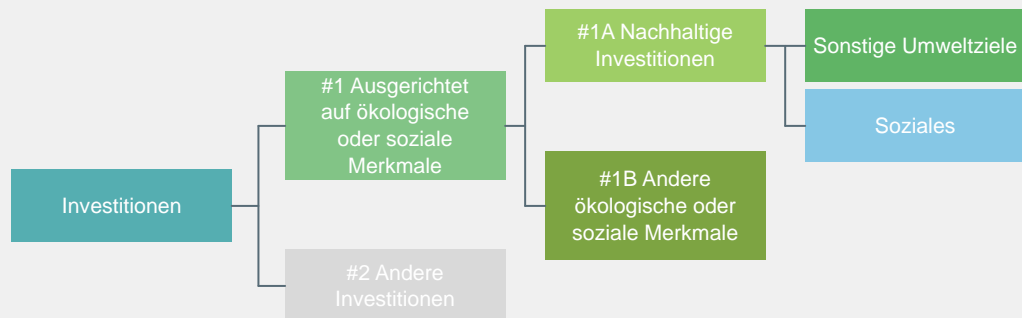 Investitionen
#1 Ausgerichtet
auf ökologische
oder soziale
Merkmale
#2 Andere
Investitionen
#1A Nachhaltige
Investitionen
#1B Andere
ökologische oder
soziale Merkmale
Sonstige Umweltziele
Soziales